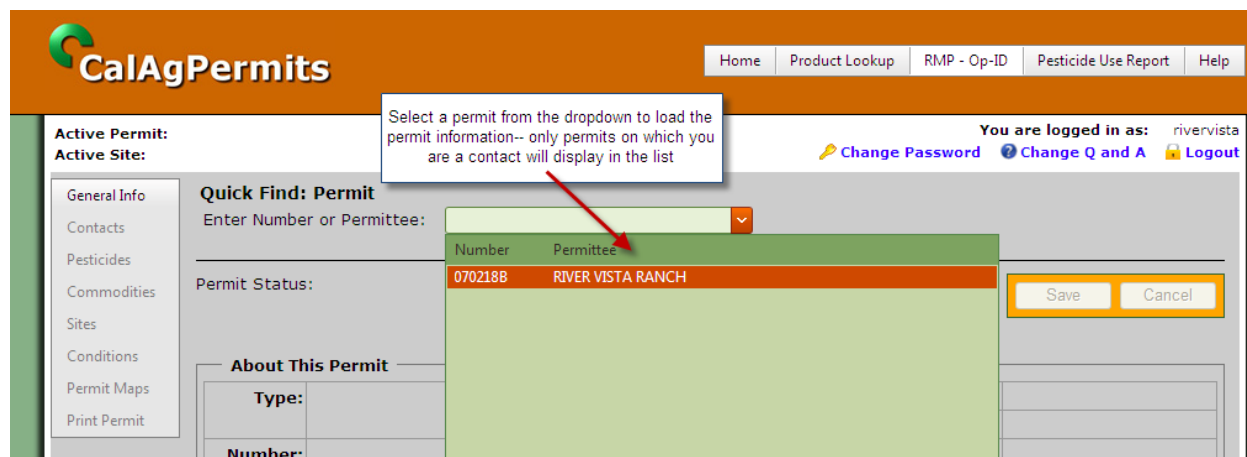 CalAgPermits
Home Product Lookup RMP - Op-ID Pesticide Use Report Help
Select a permit from the dropdown to load the
permit information-- only permits on which you
are a contact will display in the list
Active Permit:
Active Site:
You are logged in as: rivervista
Change Password Change Q and A Logout
General Info
Contacts
Pesticides
Commodities
Sites
Conditions
Permit Maps
Print Permit
Quick Find: Permit
Enter Number or Permittee:
Number Permittee
070218B RIVER VISTA RANCH
Permit Status:
Save Cancel
About This Permit
Type:
Number: